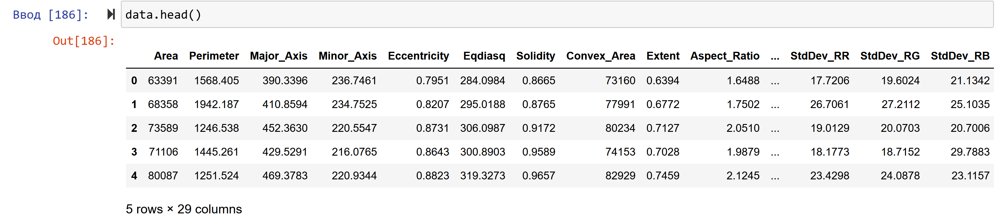 Ввод [186]: data.head()
Out[186]:
Area Perimeter Major_Axis Minor_Axis Eccentricity Eqdiasq Solidity Convex_Area Extent Aspect_Ratio ... StdDev_RR StdDev_RG StdDev_RB
0 63391 1568.405 390.3396 236.7461 0.7951 284.0984 0.8665 73160 0.6394 1.6488 ... 17.7206 19.6024 21.1342
1 68358 1942.187 410.8594 234.7525 0.8207 295.0188 0.8765 77991 0.6772 1.7502 ... 26.7061 27.2112 25.1035
2 73589 1246.538 452.3630 220.5547 0.8731 306.0987 0.9172 80234 0.7127 2.0510 ... 19.0129 20.0703 20.7006
3 71106 1445.261 429.5291 216.0765 0.8643 300.8903 0.9589 74153 0.7028 1.9879 ... 18.1773 18.7152 29.7883
4 80087 1251.524 469.3783 220.9344 0.8823 319.3273 0.9657 82929 0.7459 2.1245 ... 23.4298 24.0878 23.1157
5 rows × 29 columns